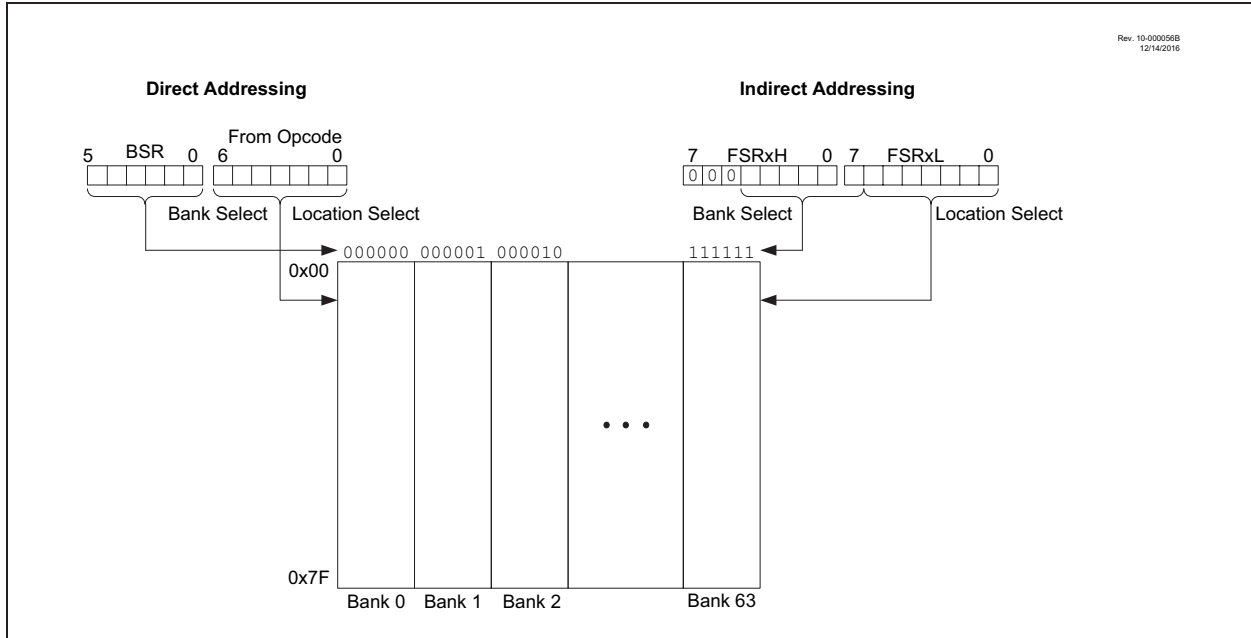 Rev. 10-000056B
12/14/2016
Direct Addressing
Indirect Addressing
From Opcode
5 BSR 0 6 0
7 FSRxH 0 7 FSRxL 0
0 0 0
Bank Select Location Select
Bank Select Location Select
000000 000001 000010 111111
0x00
0x7F
Bank 0 Bank 1 Bank 2 Bank 63